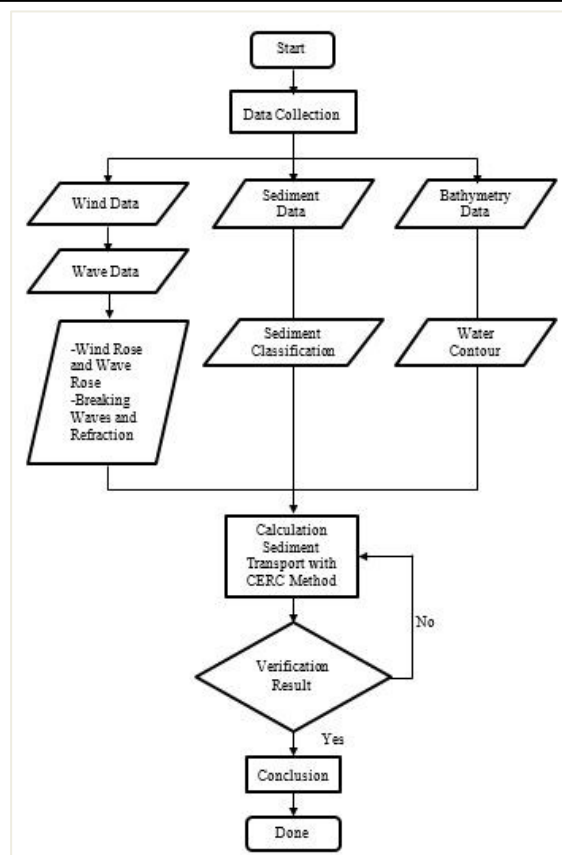 Start
Data Collection
Wind Data
Sediment
Data
Bathymetry
Data
Wave Data
-Wind Rose
and Wave
Rose
-Breaking
Waves and
Refraction
Sediment
Classification
Water
Contour
Calculation
Sediment
Transport with
CERC Method
No
Verification
Result
Yes
Conclusion
Done